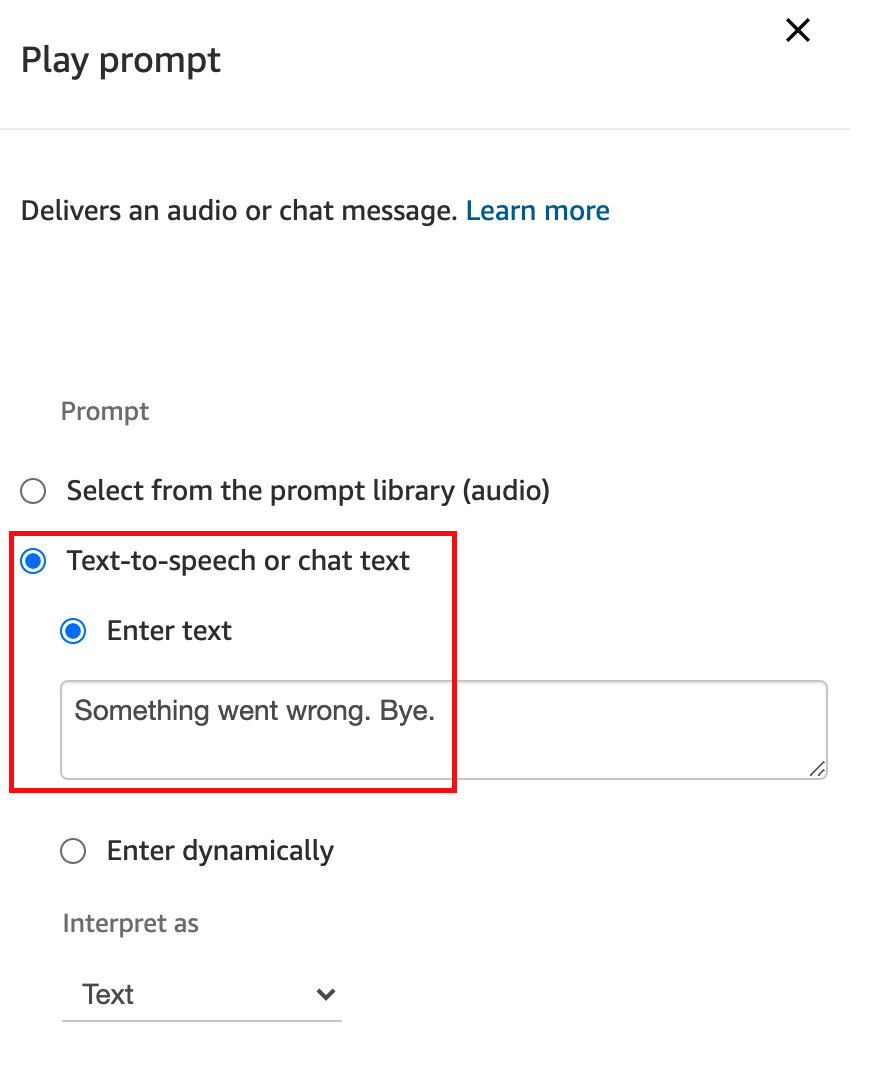 Play prompt
Delivers an audio or chat message. Learn more
Prompt
Select from the prompt library (audio)
Text-to-speech or chat text
Enter text
Something went wrong. Bye.
Enter dynamically
Interpret as
Text